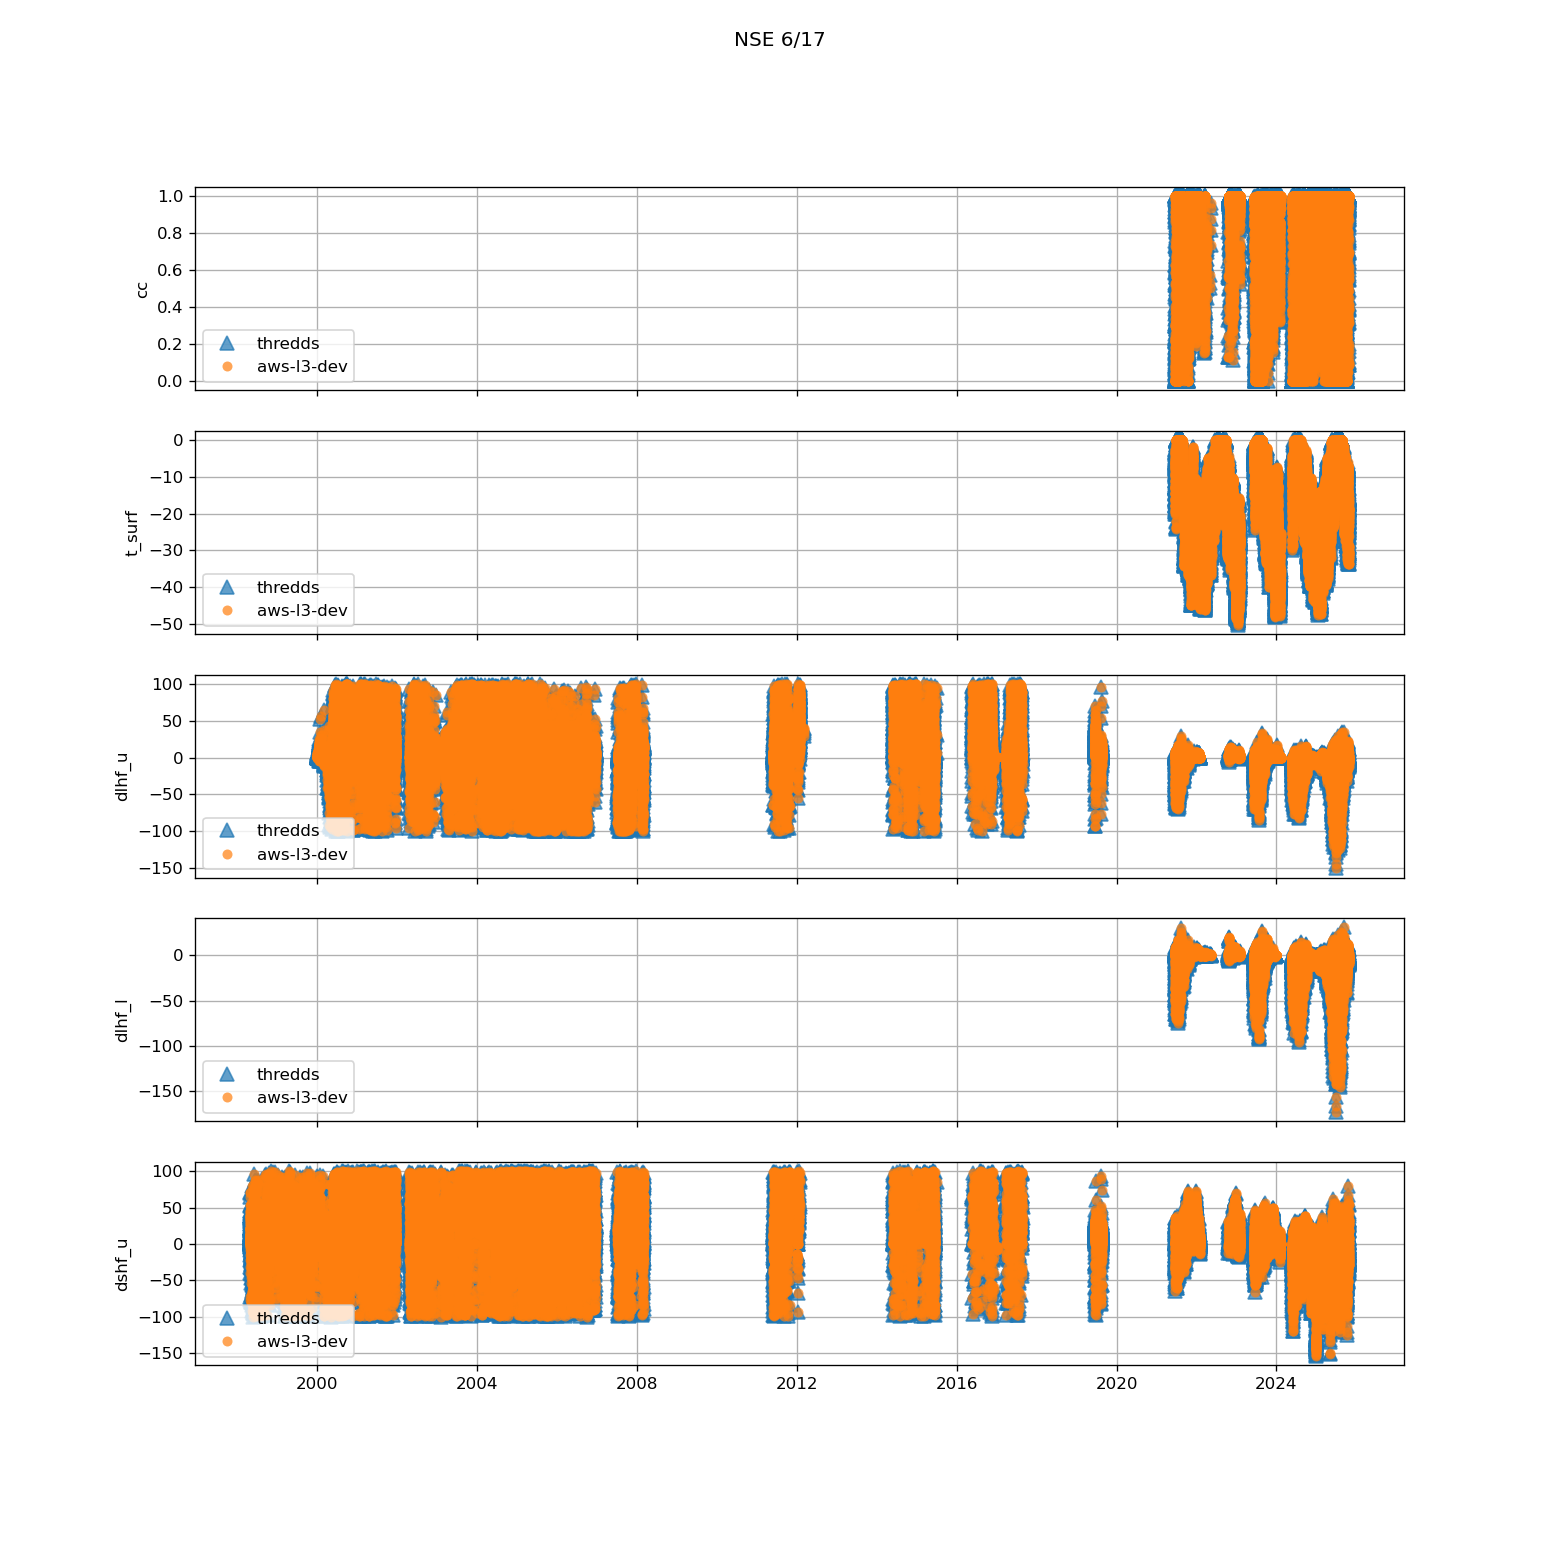 NSE 6/17
1.0
0.8
0.6
0.4
0.2
0.0
cc
thredds
aws-l3-dev
0
−10
−20
−30
−40
−50
t_surf
thredds
aws-l3-dev
100
50
0
−50
−100
−150
dlhf_u
thredds
aws-l3-dev
0
−50
−100
−150
dlhf_l
thredds
aws-l3-dev
100
50
0
−50
−100
−150
dshf_u
thredds
aws-l3-dev
2000 2004 2008 2012 2016 2020 2024